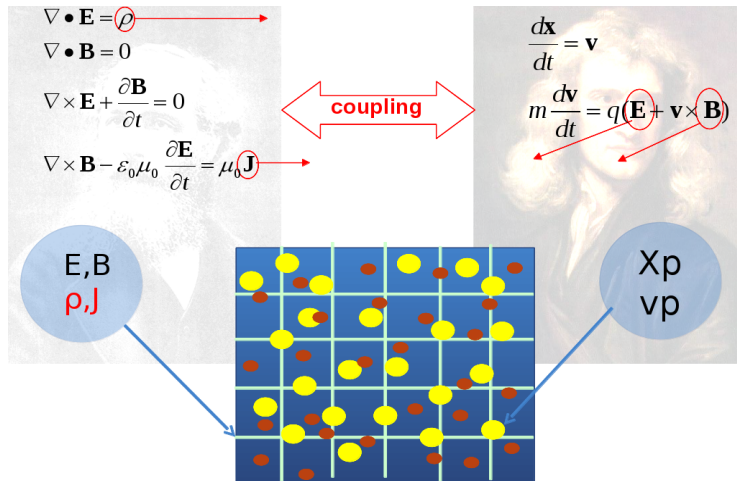 ∇ • E = ρ
∇ • B = 0
∇ × E + ∂B/∂t = 0
∇ × B − ε₀μ₀ ∂E/∂t = μ₀J
coupling
dx/dt = v
m dv/dt = q(E + v × B)
E,B
ρ,J
Xp
vp